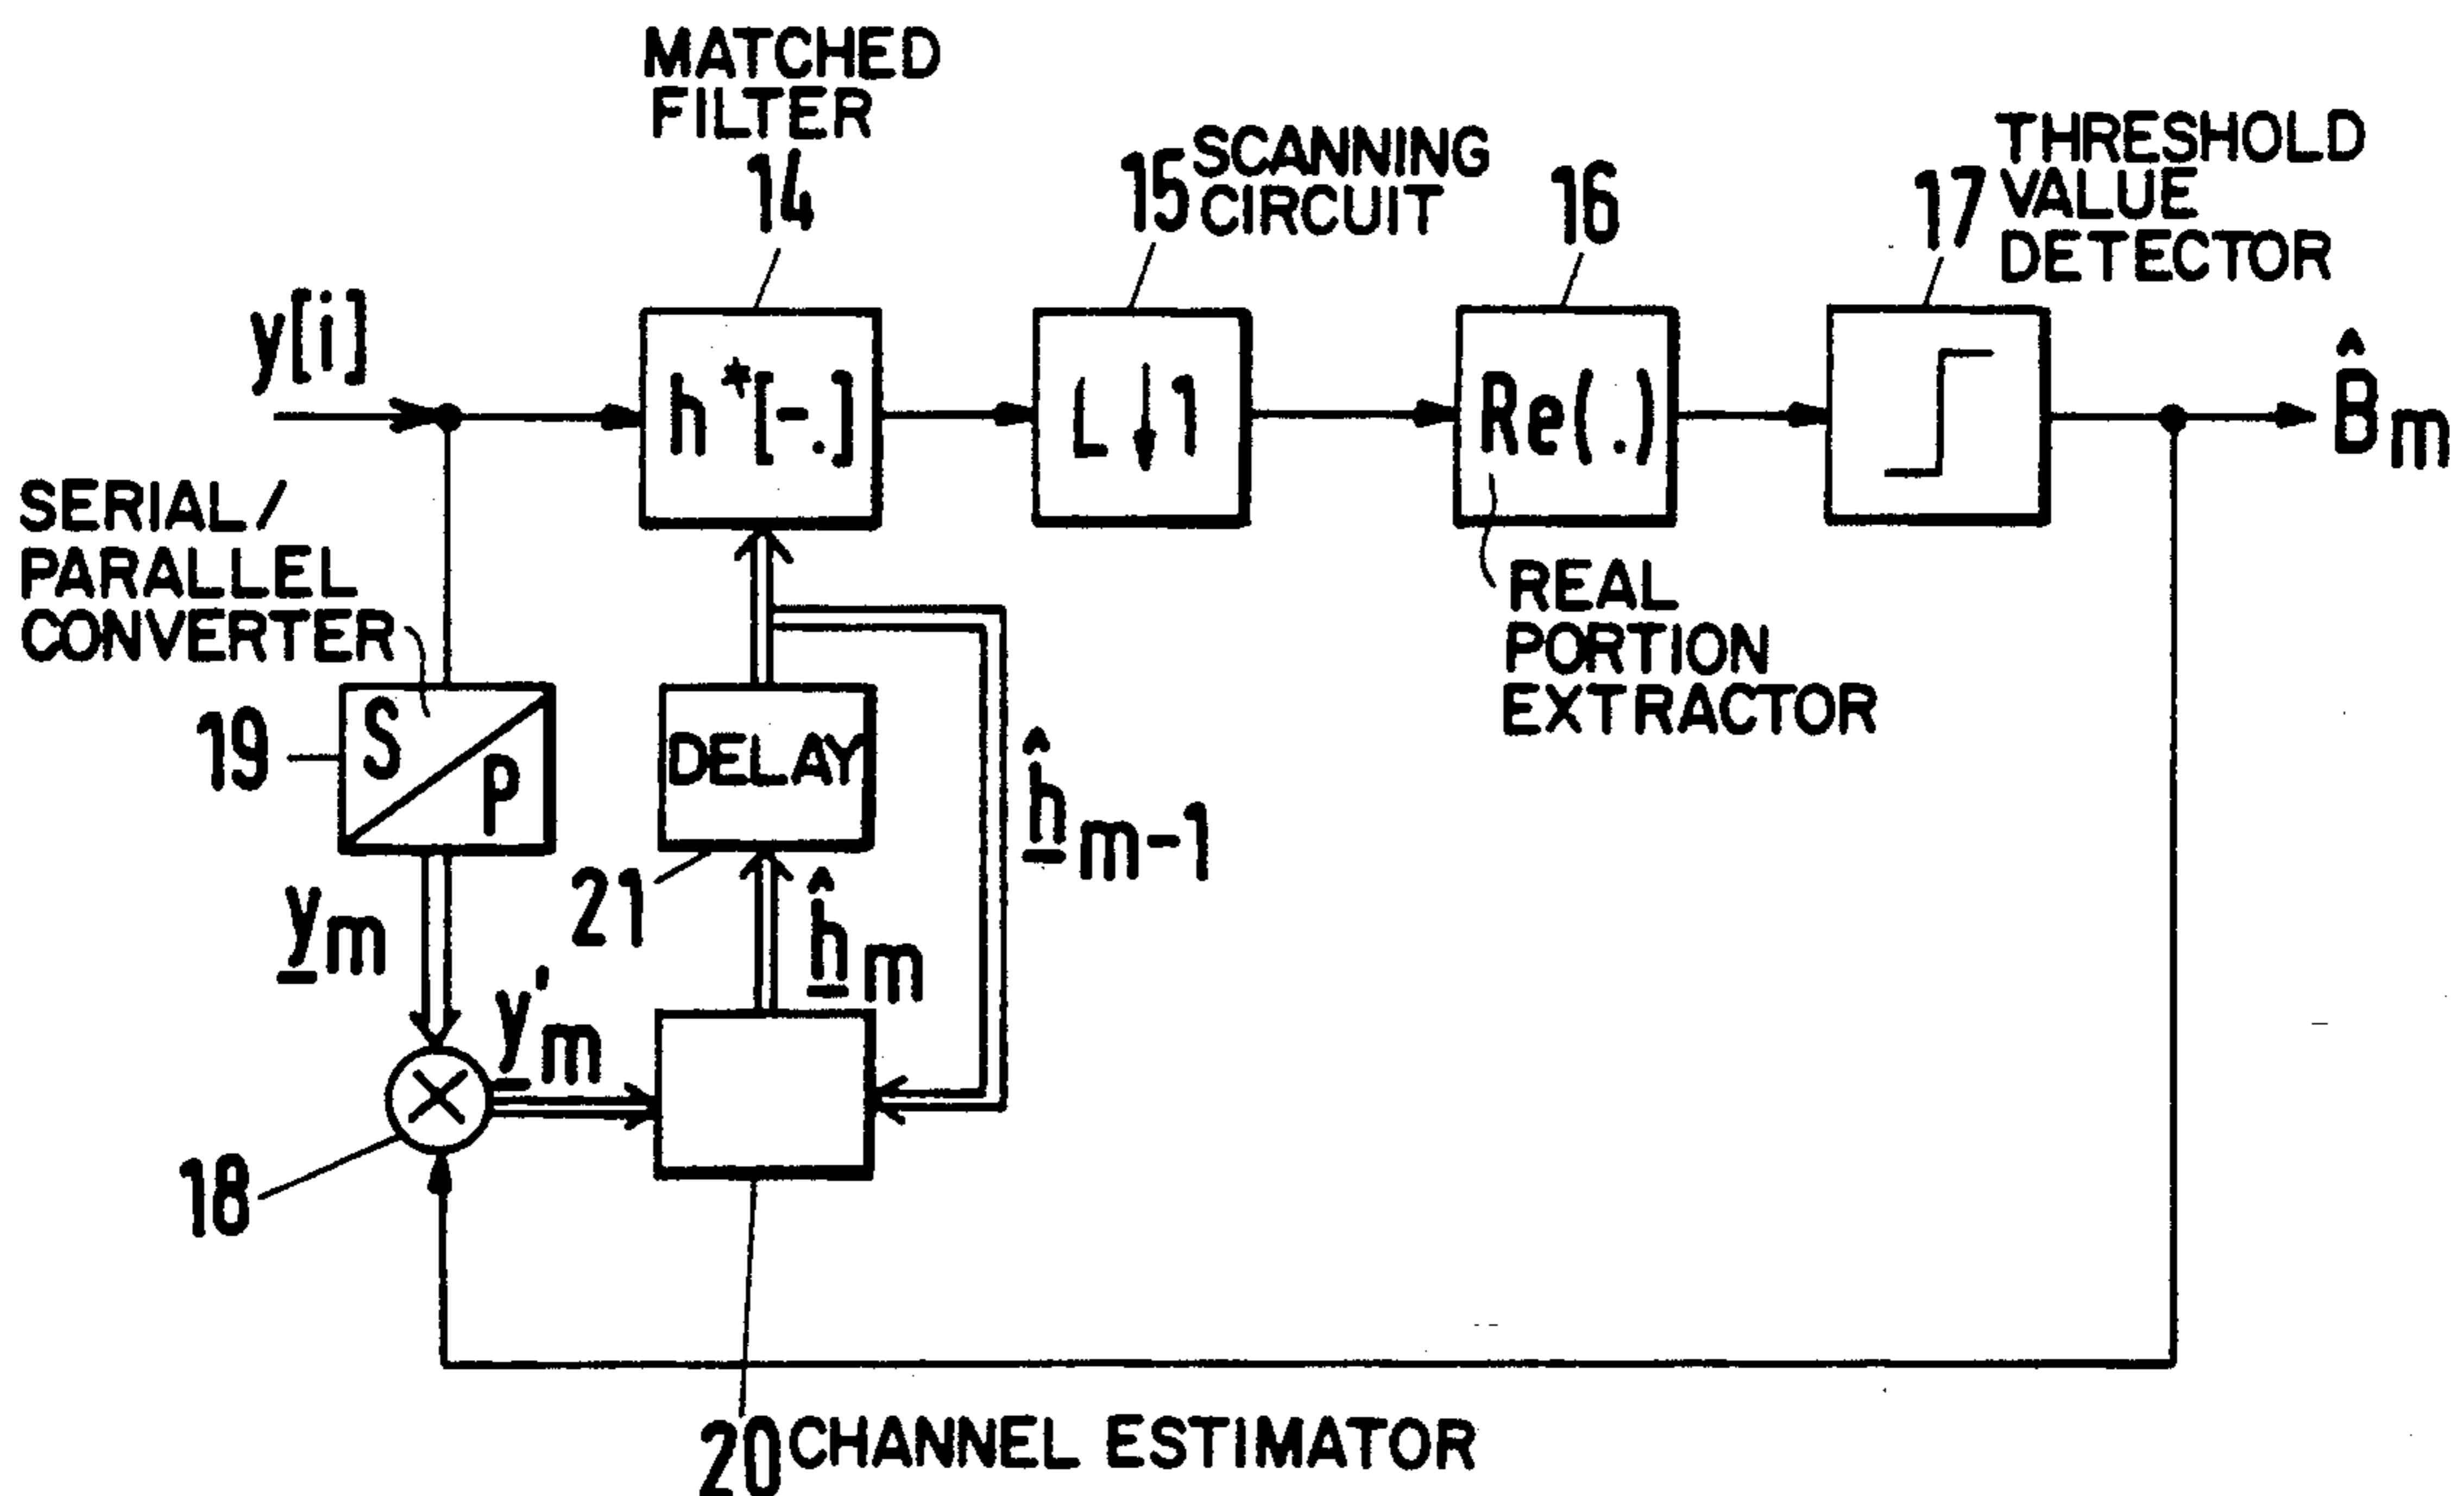 MATCHED
FILTER
14
15 SCANNING
CIRCUIT
16
17 THRESHOLD
VALUE
DETECTOR
y[i]
h*[-.]
L↓1
Re(.)
B̂m
SERIAL/
PARALLEL
CONVERTER
REAL
PORTION
EXTRACTOR
19
S/P
DELAY
ĥm-1
21
ym
ĥm
y'm
18
20 CHANNEL ESTIMATOR